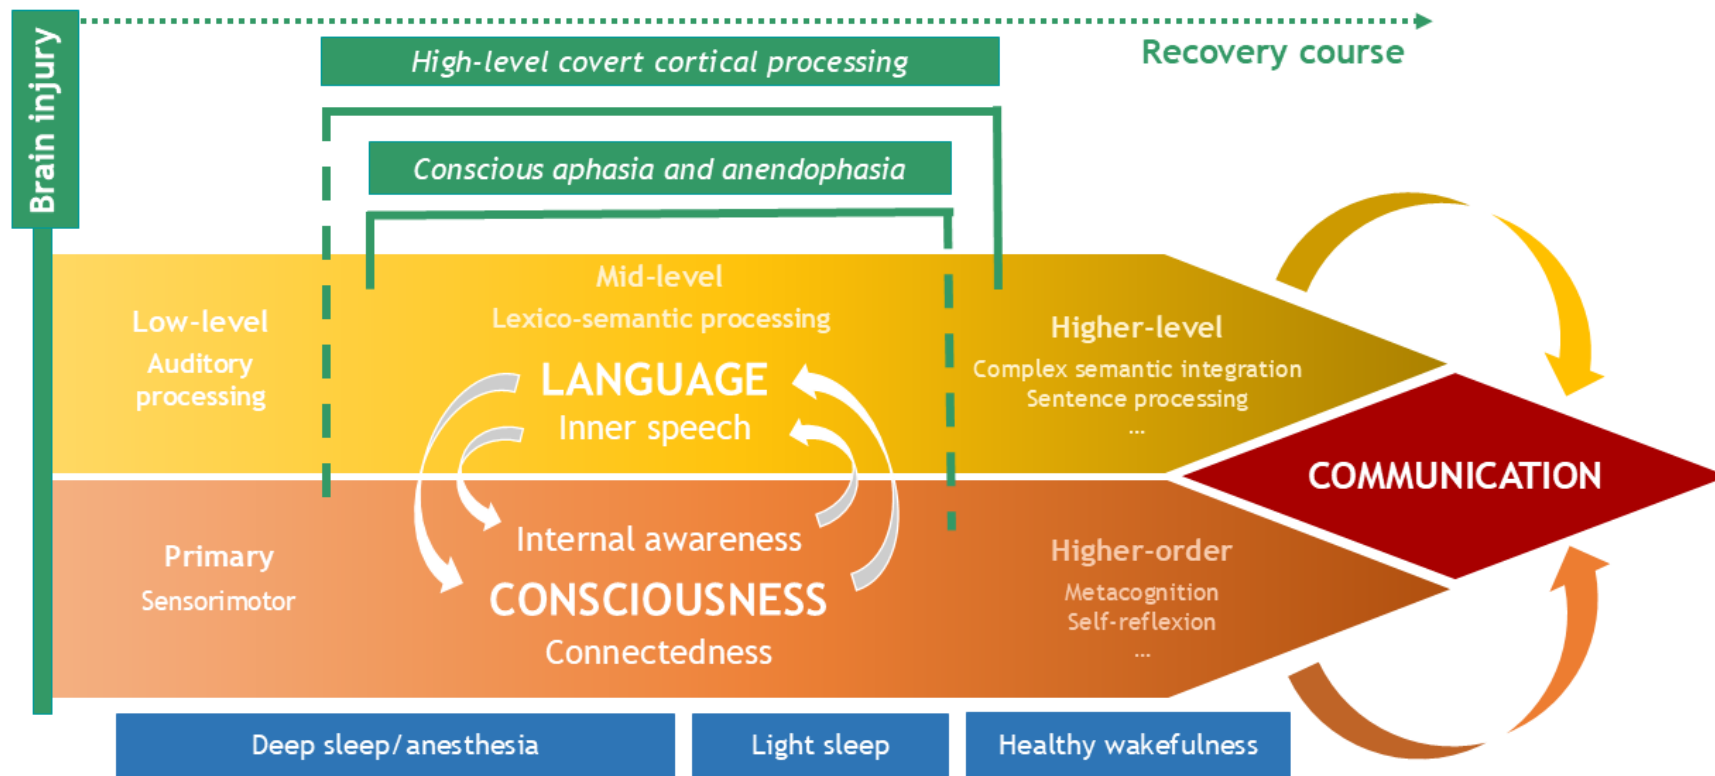 Brain injury
Recovery course
High-level covert cortical processing
Conscious aphasia and anendophasia
Low-level
Auditory
processing
Mid-level
Lexico-semantic processing
LANGUAGE
Inner speech
Higher-level
Complex semantic integration
Sentence processing
...
COMMUNICATION
Primary
Sensorimotor
Internal awareness
CONSCIOUSNESS
Connectedness
Higher-order
Metacognition
Self-reflexion
...
Deep sleep/anesthesia
Light sleep
Healthy wakefulness